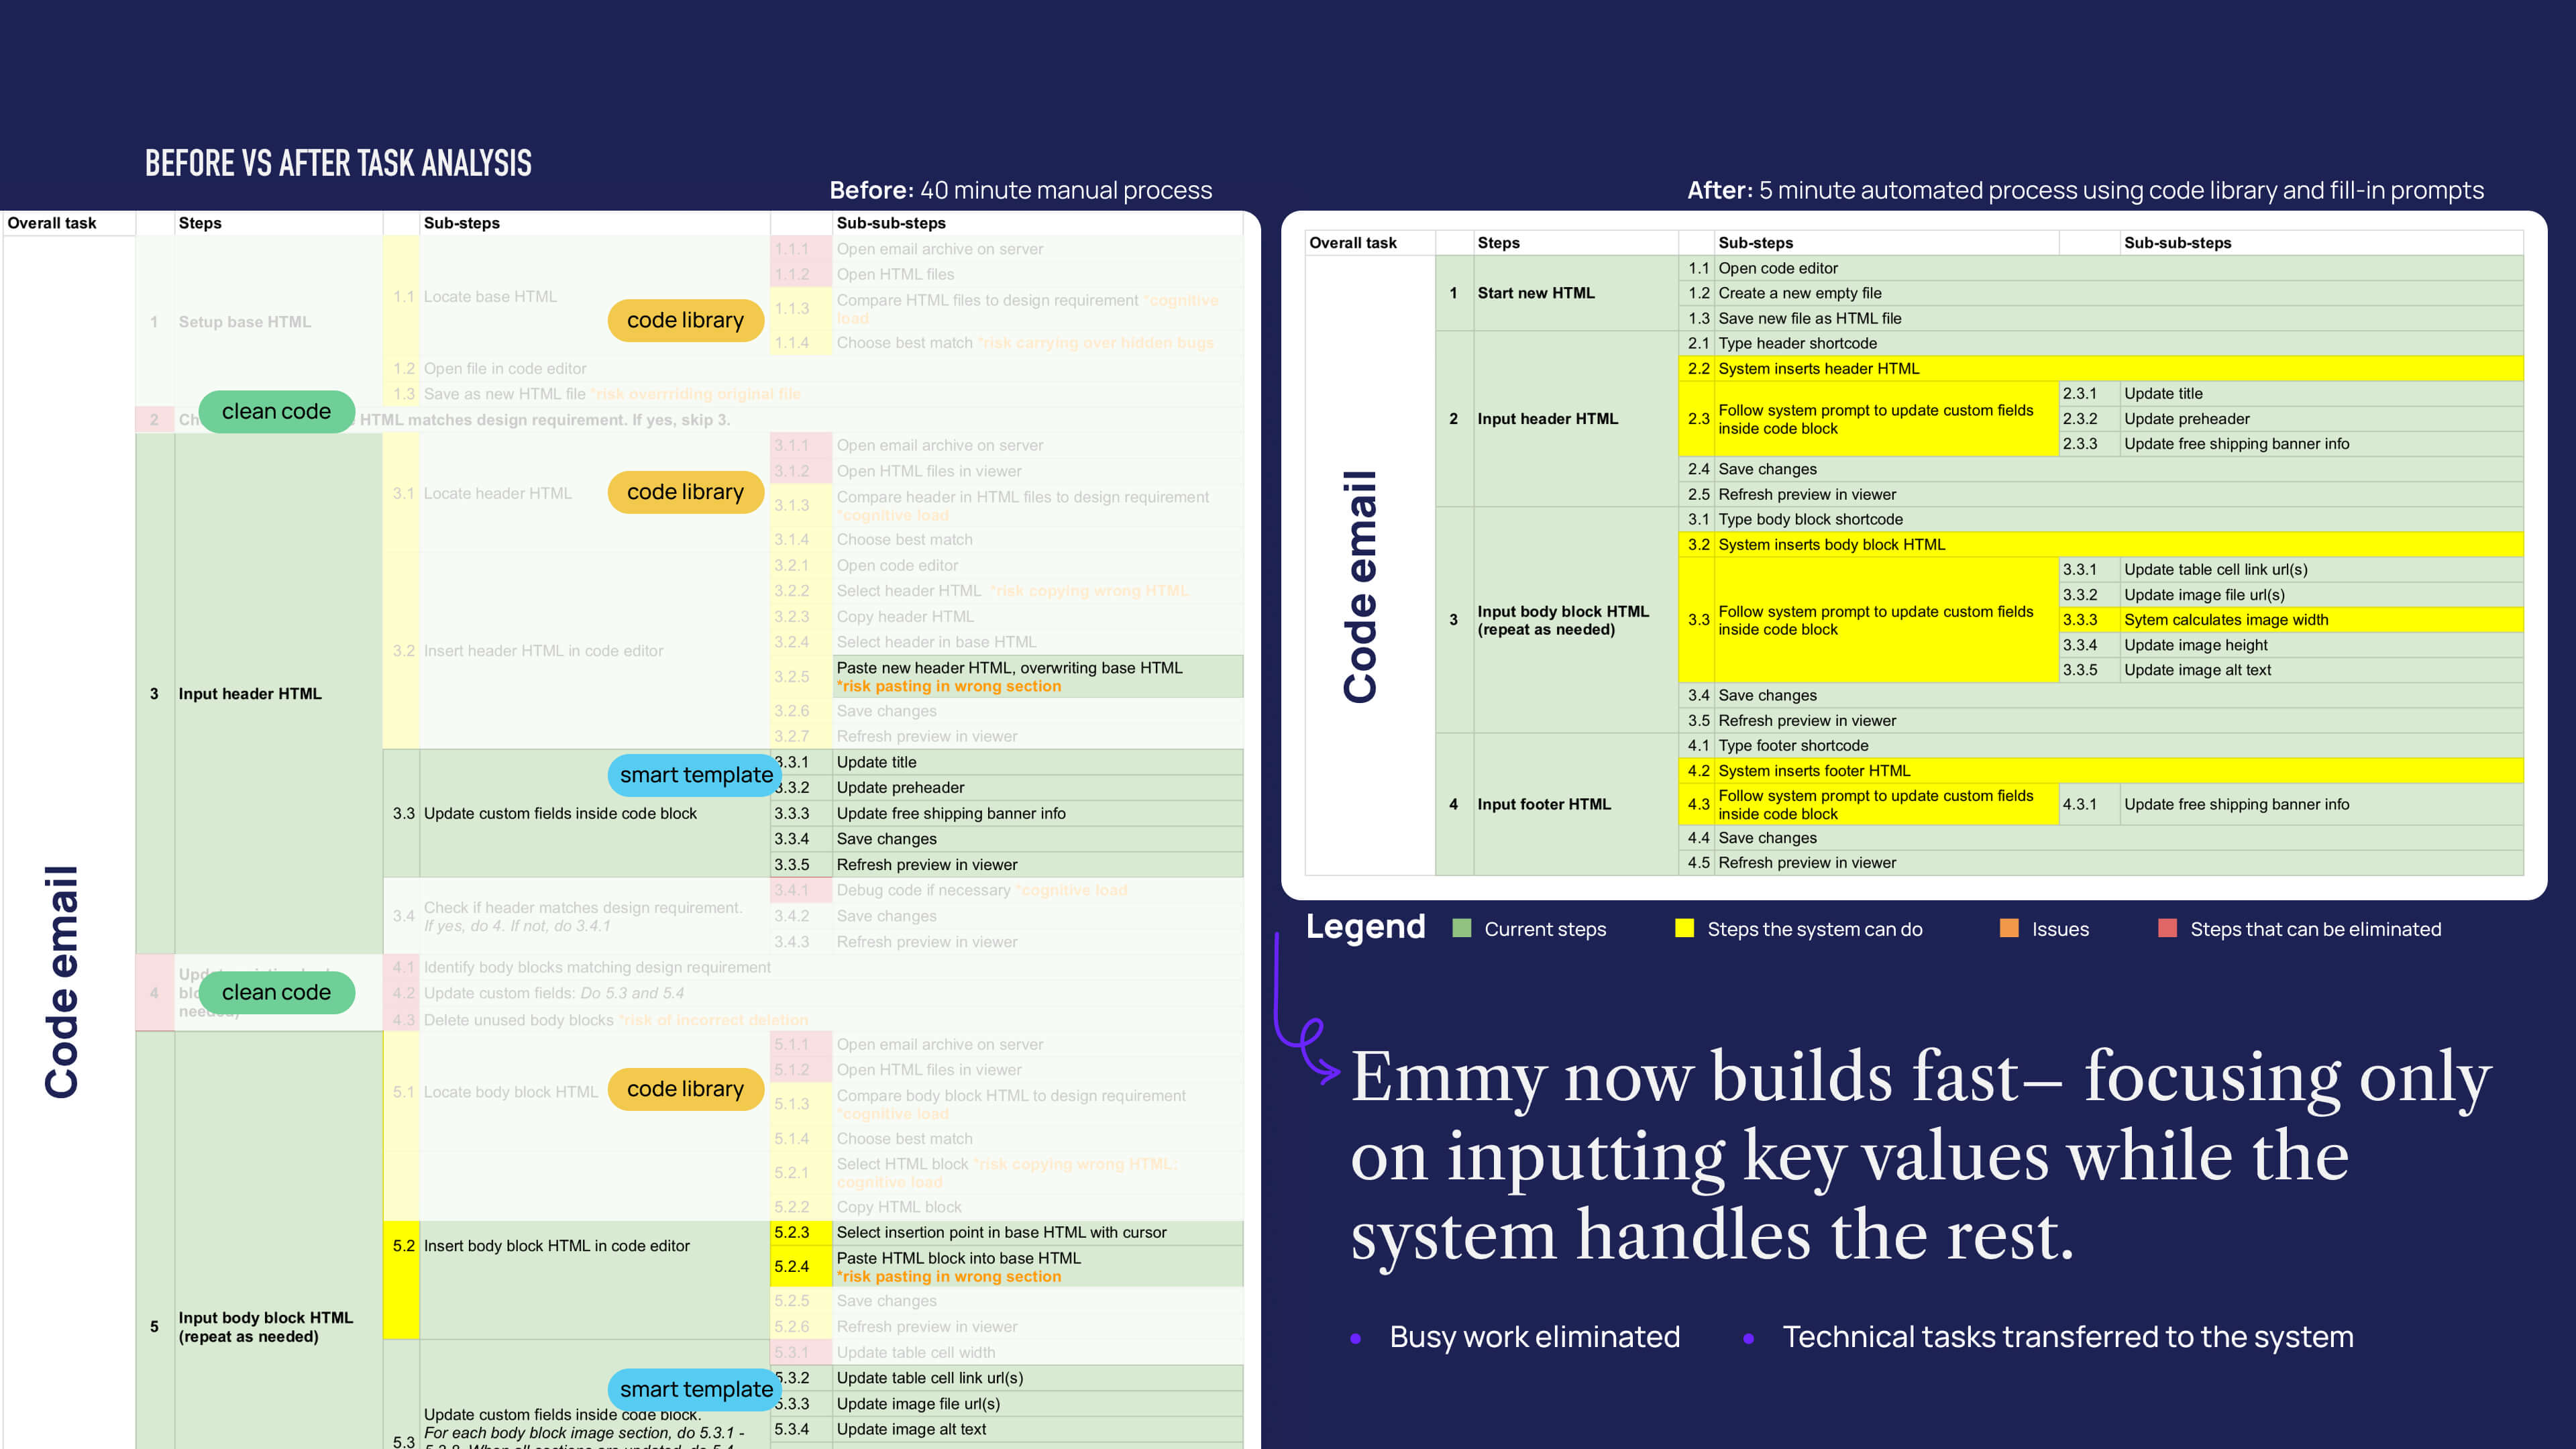 BEFORE VS AFTER TASK ANALYSIS
Before: 40 minute manual process
Overall task Steps Sub-steps Sub-sub-steps
Code email
1 Setup base HTML
1.1 Locate base HTML
code library
1.1.1 Open email archive on server
1.1.2 Open HTML files
1.1.3 Compare HTML files to design requirement *cognitive
load
1.1.4 Choose best match *risk carrying over hidden bugs
1.2 Open file in code editor
1.3 Save as new HTML file *risk overrriding original file
clean code
2 Ch HTML matches design requirement. If yes, skip 3.
3 Input header HTML
3.1 Locate header HTML
code library
3.1.1 Open email archive on server
3.1.2 Open HTML files in viewer
3.1.3 Compare header in HTML files to design requirement
*cognitive load
3.1.4 Choose best match
3.2 Insert header HTML in code editor
3.2.1 Open code editor
3.2.2 Select header HTML *risk copying wrong HTML
3.2.3 Copy header HTML
3.2.4 Select header in base HTML
3.2.5 Paste new header HTML, overwriting base HTML
*risk pasting in wrong section
3.2.6 Save changes
3.2.7 Refresh preview in viewer
smart template
3.3 Update custom fields inside code block
3.3.1 Update title
3.3.2 Update preheader
3.3.3 Update free shipping banner info
3.3.4 Save changes
3.3.5 Refresh preview in viewer
3.4 Check if header matches design requirement.
If yes, do 4. If not, do 3.4.1
3.4.1 Debug code if necessary *cognitive load
3.4.2 Save changes
3.4.3 Refresh preview in viewer
4
clean code
4.1 Identify body blocks matching design requirement
4.2 Update custom fields: Do 5.3 and 5.4
4.3 Delete unused body blocks *risk of incorrect deletion
5 Input body block HTML
(repeat as needed)
5.1 Locate body block HTML
code library
5.1.1 Open email archive on server
5.1.2 Open HTML files in viewer
5.1.3 Compare body block HTML to design requirement
*cognitive load
5.1.4 Choose best match
5.2 Insert body block HTML in code editor
5.2.1 Select HTML block *risk copying wrong HTML;
cognitive load
5.2.2 Copy HTML block
5.2.3 Select insertion point in base HTML with cursor
5.2.4 Paste HTML block into base HTML
*risk pasting in wrong section
5.2.5 Save changes
5.2.6 Refresh preview in viewer
5.3.1 Update table cell width
smart template
5.3 Update custom fields inside code block.
For each body block image section, do 5.3.1 -
5.3.2 Update table cell link url(s)
5.3.3 Update image file url(s)
5.3.4 Update image alt text
After: 5 minute automated process using code library and fill-in prompts
Overall task Steps Sub-steps Sub-sub-steps
Code email
1 Start new HTML
1.1 Open code editor
1.2 Create a new empty file
1.3 Save new file as HTML file
2 Input header HTML
2.1 Type header shortcode
2.2 System inserts header HTML
2.3 Follow system prompt to update custom fields
inside code block
2.3.1 Update title
2.3.2 Update preheader
2.3.3 Update free shipping banner info
2.4 Save changes
2.5 Refresh preview in viewer
3 Input body block HTML
(repeat as needed)
3.1 Type body block shortcode
3.2 System inserts body block HTML
3.3 Follow system prompt to update custom fields
inside code block
3.3.1 Update table cell link url(s)
3.3.2 Update image file url(s)
3.3.3 Sytem calculates image width
3.3.4 Update image height
3.3.5 Update image alt text
3.4 Save changes
3.5 Refresh preview in viewer
4 Input footer HTML
4.1 Type footer shortcode
4.2 System inserts footer HTML
4.3 Follow system prompt to update custom fields
inside code block
4.3.1 Update free shipping banner info
4.4 Save changes
4.5 Refresh preview in viewer
Legend Current steps Steps the system can do Issues Steps that can be eliminated
Emmy now builds fast– focusing only
on inputting key values while the
system handles the rest.
• Busy work eliminated • Technical tasks transferred to the system